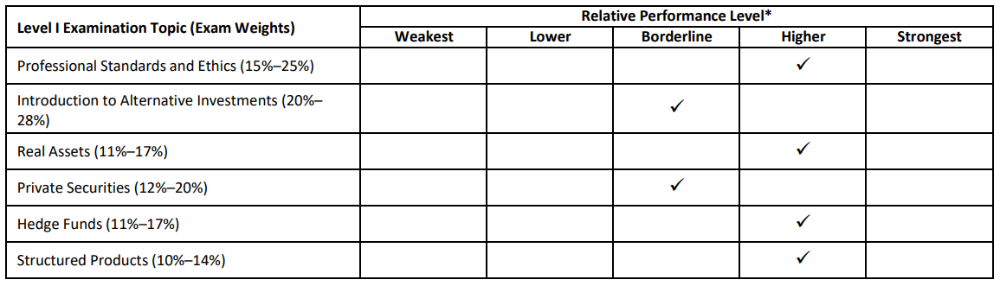 Level I Examination Topic (Exam Weights)
Relative Performance Level*
Weakest Lower Borderline Higher Strongest
Professional Standards and Ethics (15%–25%) ✓
Introduction to Alternative Investments (20%–
28%) ✓
Real Assets (11%–17%) ✓
Private Securities (12%–20%) ✓
Hedge Funds (11%–17%) ✓
Structured Products (10%–14%) ✓